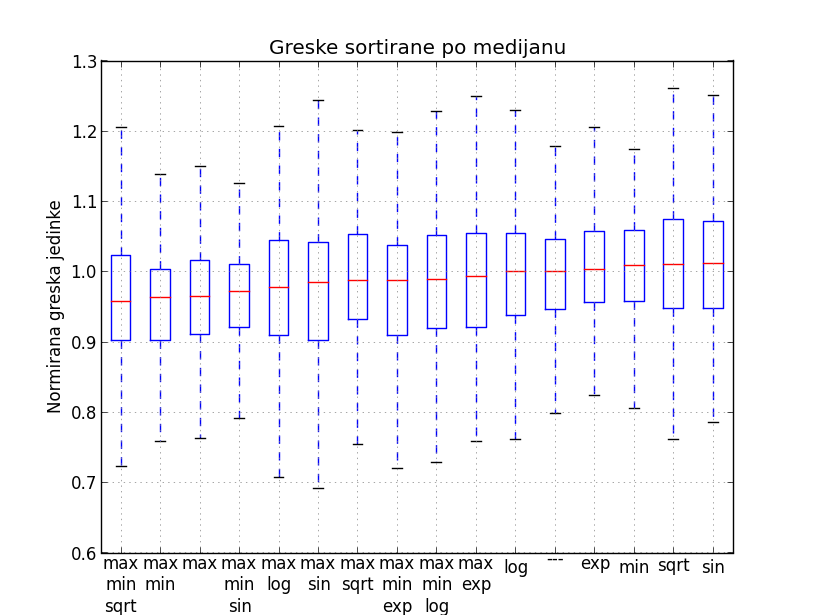 Greske sortirane po medijanu
Normirana greska jedinke
1.3
1.2
1.1
1.0
0.9
0.8
0.7
0.6
max max max max max max max max max max log --- exp min sqrt sin
min min min log sin sqrt min min exp
sqrt sin exp log